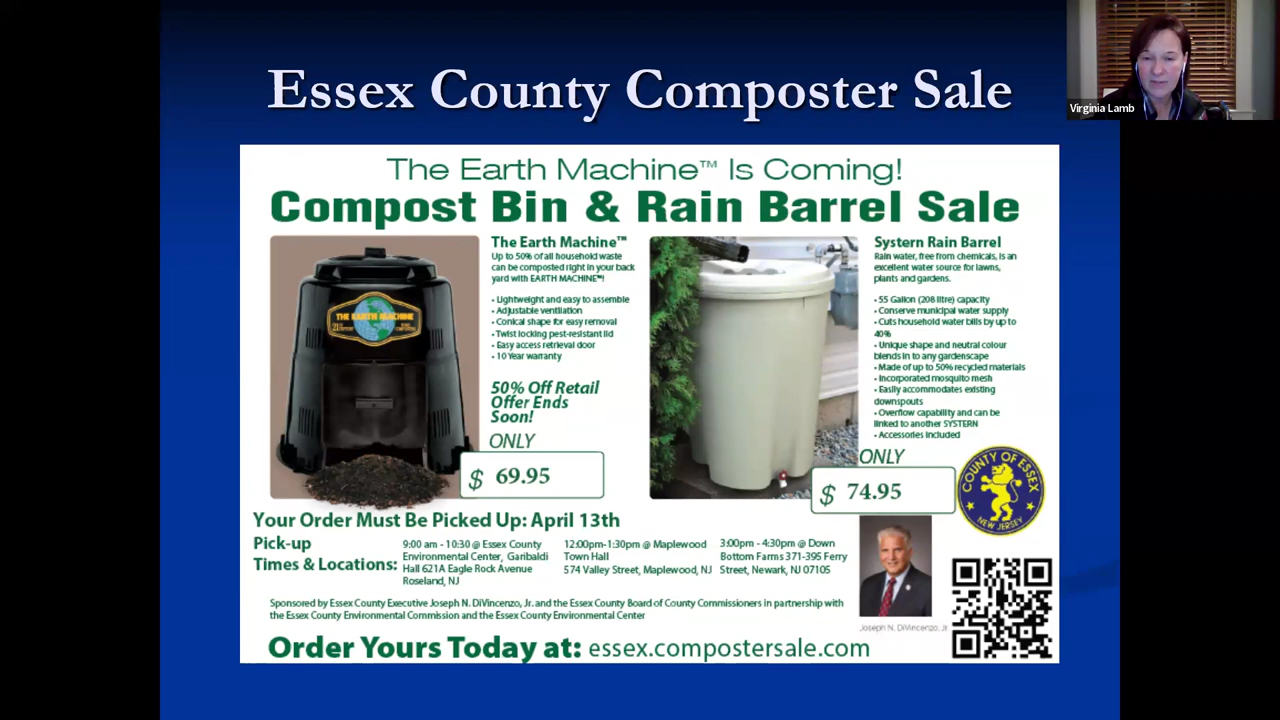 Essex County Composter Sale
Virginia Lamb
The Earth Machine™ Is Coming!
Compost Bin & Rain Barrel Sale
THE EARTH MACHINE
The Earth Machine™
Up to 50% of all household waste
can be composted right in your back
yard with EARTH MACHINE™!
• Lightweight and easy to assemble
• Adjustable ventilation
• Conical shape for easy removal
• Twist locking pest-resistant lid
• Easy access retrieval door
• 10 Year warranty
50% Off Retail
Offer Ends
Soon!
ONLY
$ 69.95
Systern Rain Barrel
Rain water, free from chemicals, is an
excellent water source for lawns,
plants and gardens.
• 55 Gallon (208 litre) capacity
• Conserve municipal water supply
• Cuts household water bills by up to
40%
• Unique shape and neutral colour
blends in to any gardenscape
• Made of up to 50% recycled materials
• Incorporated mosquito mesh
• Easily accommodates existing
downspouts
• Overflow capability and can be
linked to another SYSTERN
• Accessories Included
ONLY
$ 74.95
COUNTY OF ESSEX
NEW JERSEY
Your Order Must Be Picked Up: April 13th
Pick-up
Times & Locations:
9:00 am - 10:30 @ Essex County
Environmental Center, Garibaldi
Hall 621A Eagle Rock Avenue
Roseland, NJ
12:00pm-1:30pm @ Maplewood
Town Hall
574 Valley Street, Maplewood, NJ
3:00pm - 4:30pm @ Down
Bottom Farms 371-395 Ferry
Street, Newark, NJ 07105
Joseph N. DiVincenzo, Jr
Sponsored by Essex County Executive Joseph N. DiVincenzo, Jr. and the Essex County Board of County Commissioners in partnership with
the Essex County Environmental Commission and the Essex County Environmental Center
Order Yours Today at: essex.compostersale.com